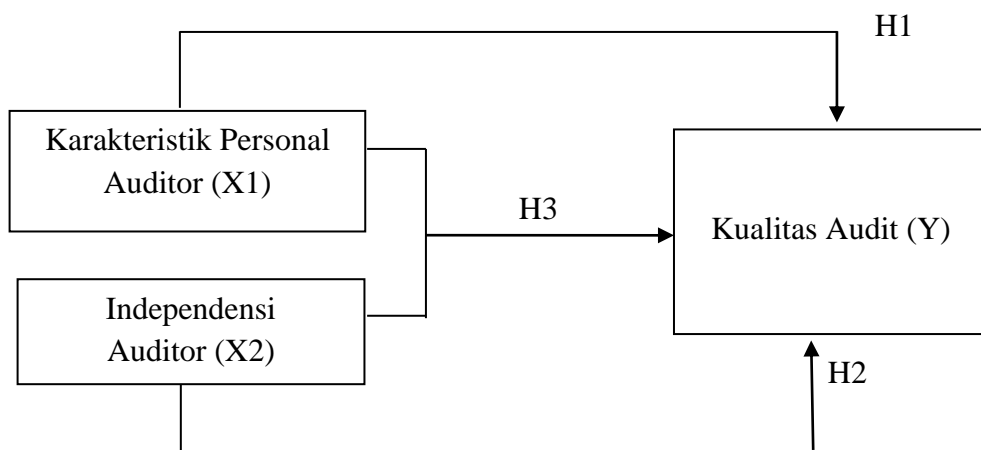 H1
Karakteristik Personal
Auditor (X1)
H3
Kualitas Audit (Y)
Independensi
Auditor (X2)
H2